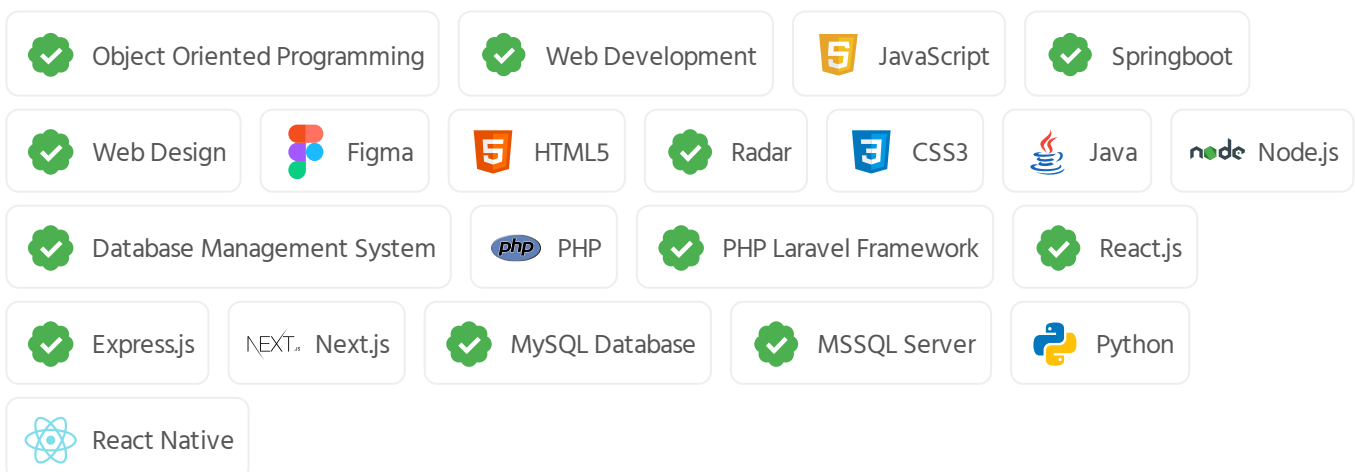 Object Oriented Programming Web Development JavaScript Springboot
Web Design Figma HTML5 Radar CSS3 Java node Node.js
Database Management System php PHP PHP Laravel Framework React.js
Express.js NEXT.js Next.js MySQL Database MSSQL Server Python
React Native